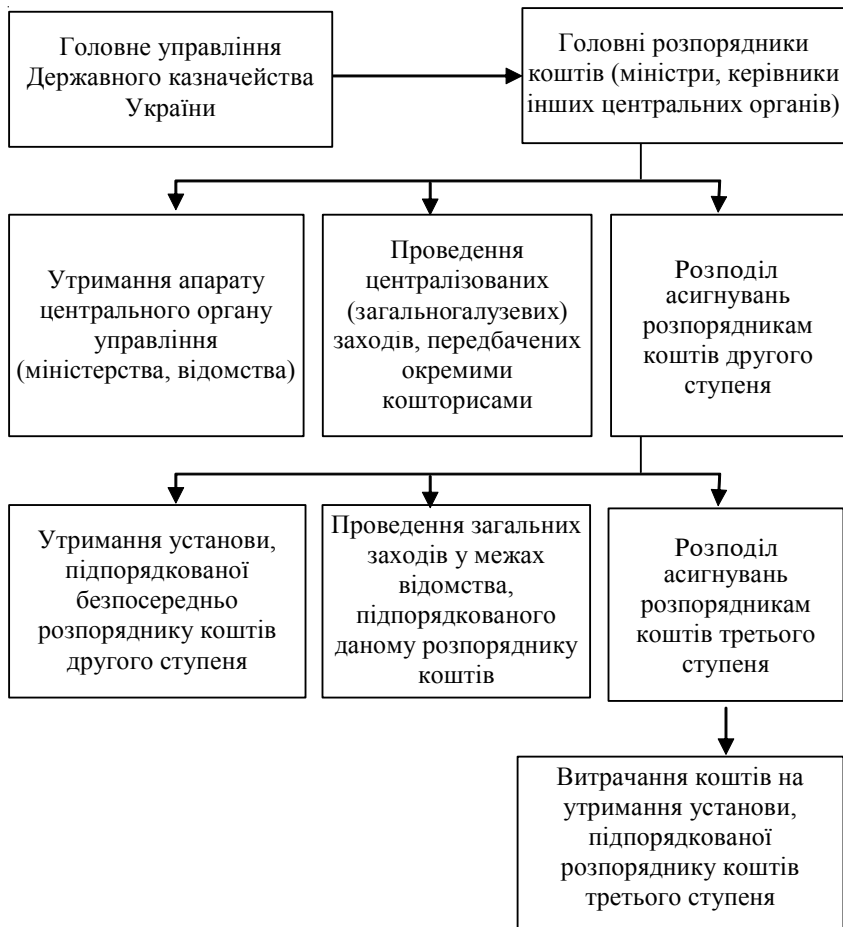 Головне управління
Державного казначейства
України
Головні розпорядники
коштів (міністри, керівники
інших центральних органів)
Утримання апарату
центрального органу
управління
(міністерства, відомства)
Проведення
централізованих
(загальногалузевих)
заходів, передбачених
окремими
кошторисами
Розподіл
асигнувань
розпорядникам
коштів другого
ступеня
Утримання установи,
підпорядкованої
безпосередньо
розпоряднику коштів
другого ступеня
Проведення загальних
заходів у межах
відомства,
підпорядкованого
даному розпоряднику
коштів
Розподіл
асигнувань
розпорядникам
коштів третього
ступеня
Витрачання коштів на
утримання установи,
підпорядкованої
розпоряднику коштів
третього ступеня